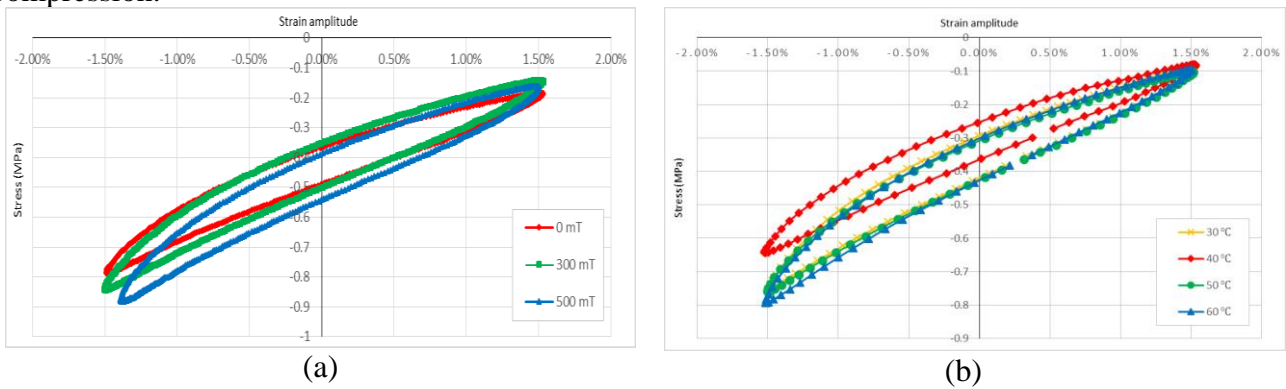 compression.
Strain amplitude
0
-2.00% -1.50% -1.00% -0.50% 0.00% 0.50% 1.00% 1.50% 2.00%
-0.1
-0.2
-0.3
-0.4
-0.5
-0.6
-0.7
-0.8
-0.9
-1
Stress (MPa)
0 mT
300 mT
500 mT
(a)
Strain amplitude
0
-2.00% -1.50% -1.00% -0.50% 0.00% 0.50% 1.00% 1.50% 2.00%
-0.1
-0.2
-0.3
-0.4
-0.5
-0.6
-0.7
-0.8
-0.9
Stress (MPa)
30 °C
40 °C
50 °C
60 °C
(b)